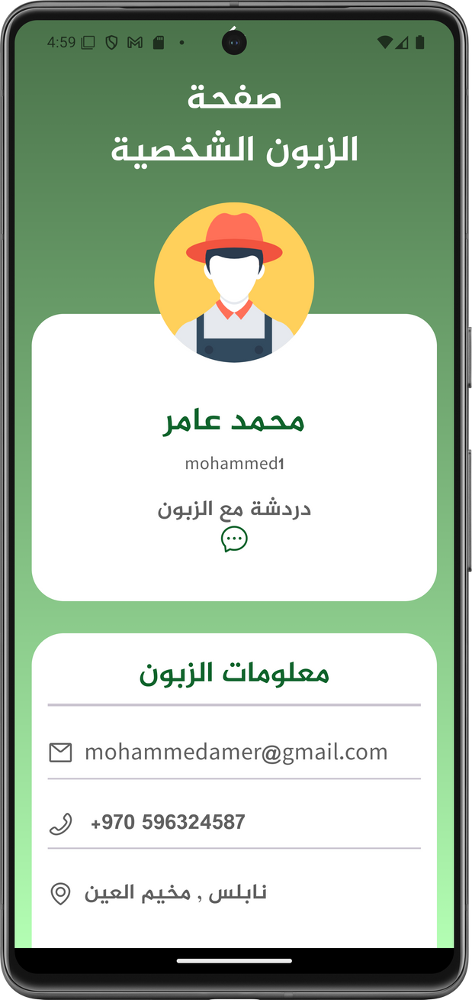 4:59
صفحة
الزبون الشخصية
محمد عامر
mohammed1
دردشة مع الزبون
معلومات الزبون
mohammedamer@gmail.com
+970 596324587
نابلس , مخيم العين